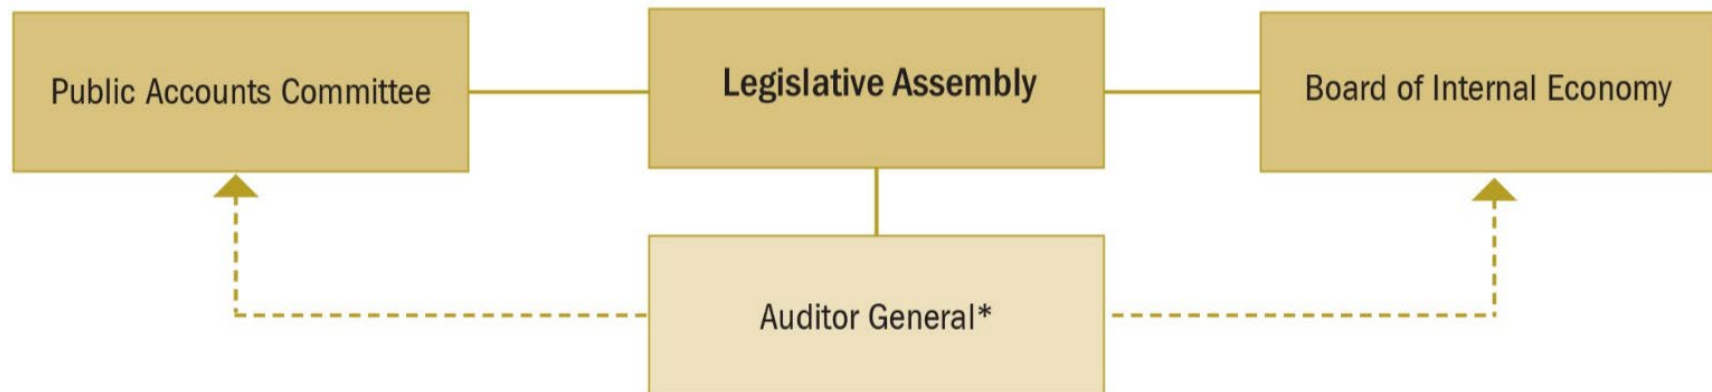 Public Accounts Committee
Legislative Assembly
Board of Internal Economy
Auditor General*